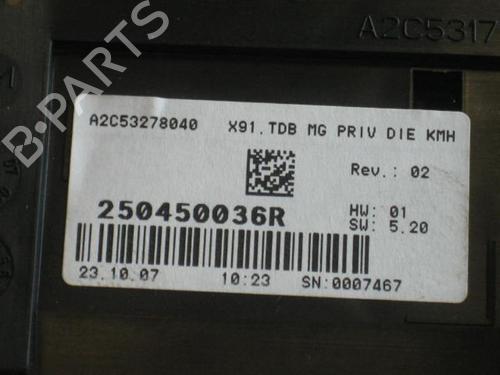 A2C5317
A2C53278040 X91.TDB MG PRIV DIE KMH
Rev.: 02
250450036R
HW: 01
SW: 5.20
23.10.07 10:23 SN:0007467
B-PARTS